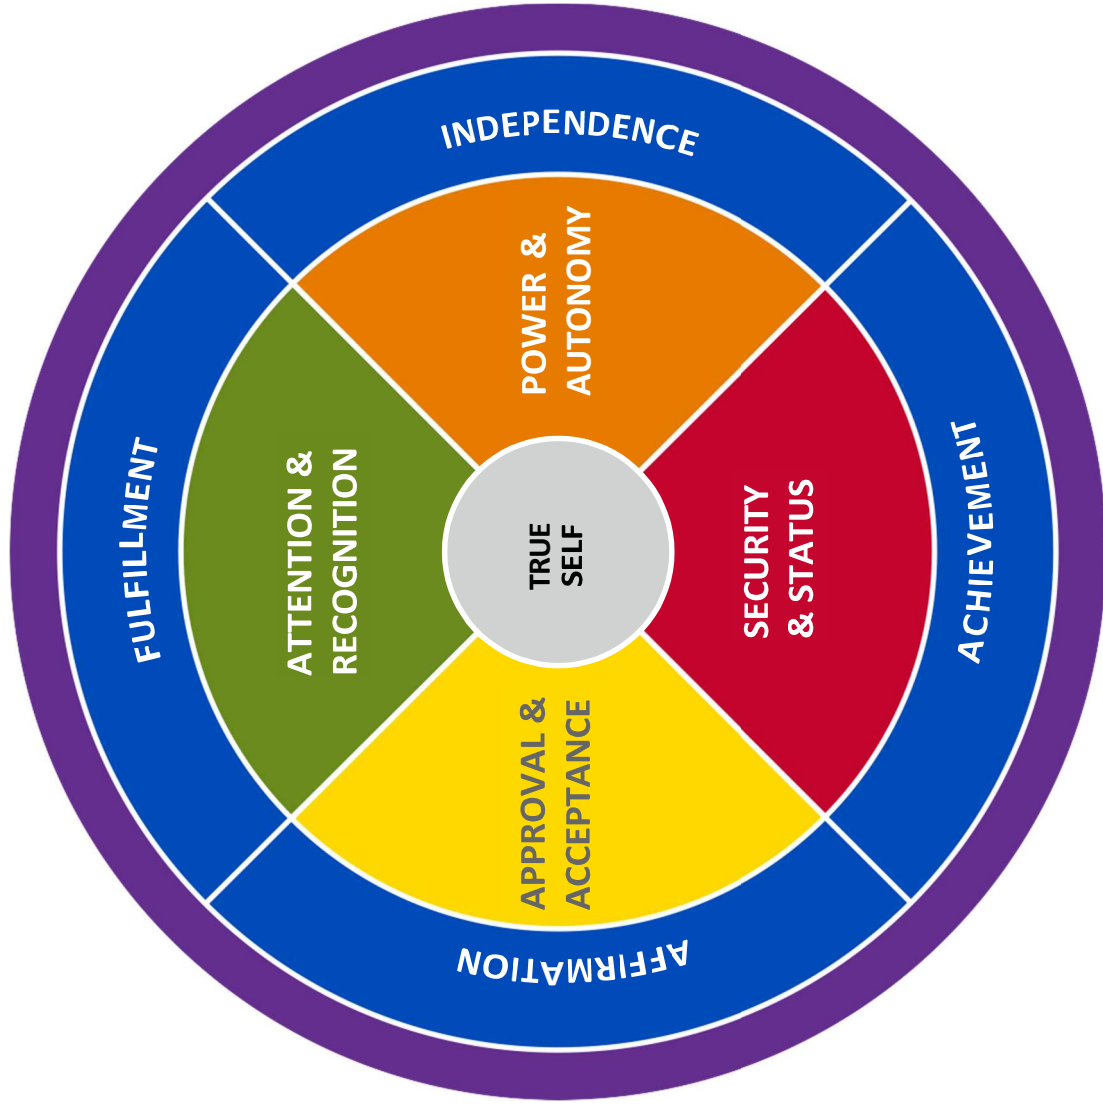 INDEPENDENCE
POWER &
AUTONOMY
FULFILLMENT
ATTENTION &
RECOGNITION
TRUE
SELF
SECURITY
& STATUS
ACHIEVEMENT
APPROVAL &
ACCEPTANCE
AFFIRMATION